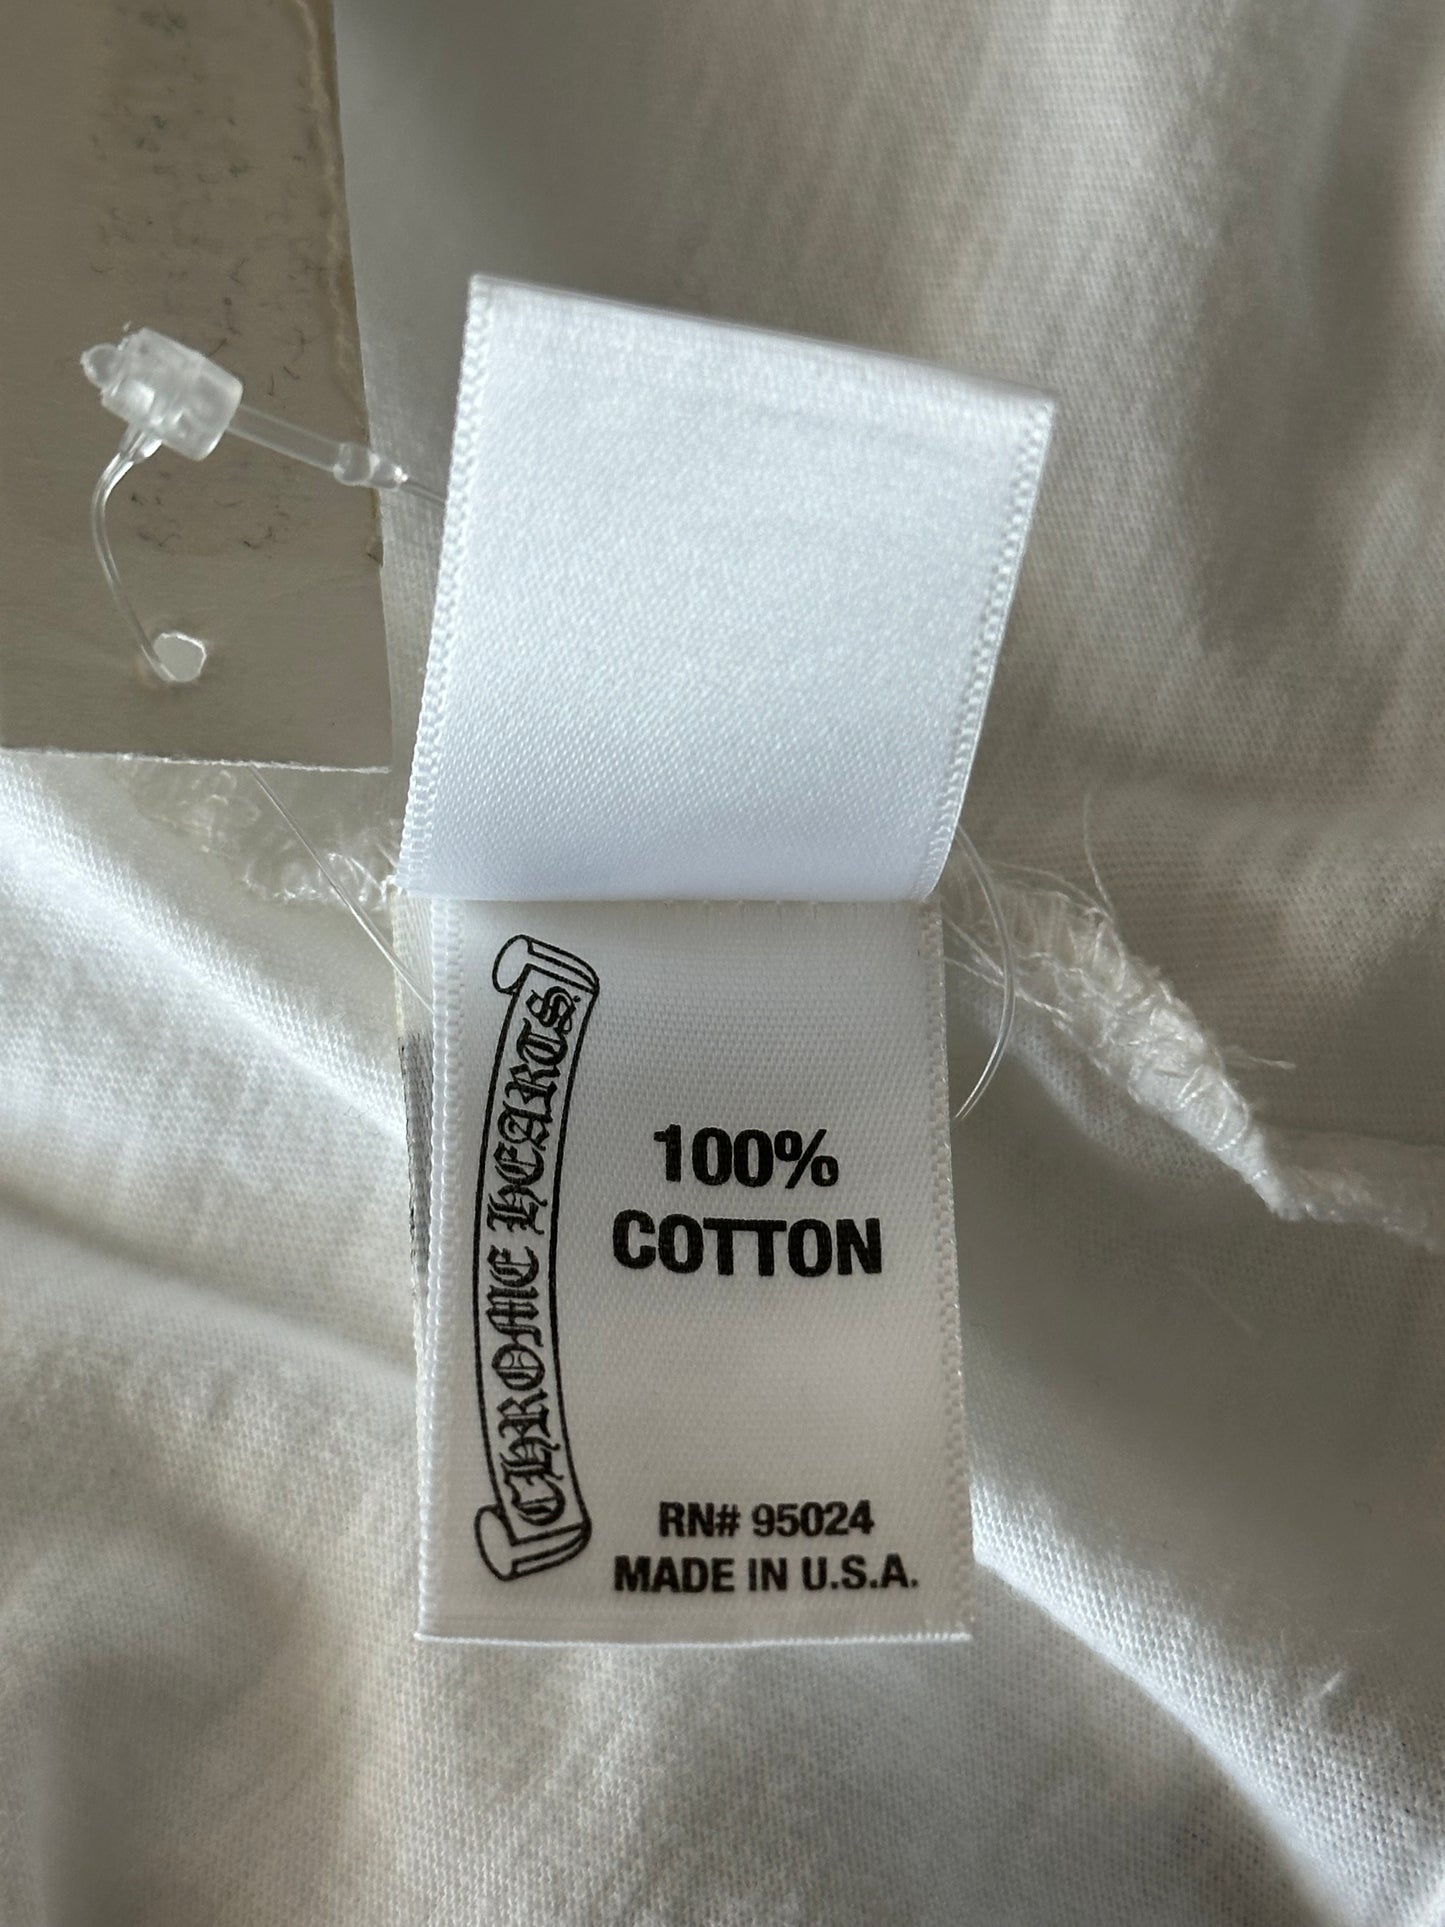 CHROME HEARTS
100%
COTTON
RN# 95024
MADE IN U.S.A.